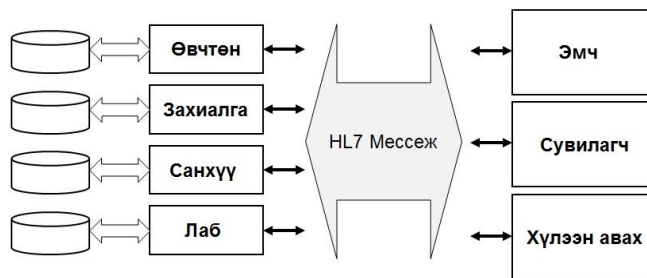 Өвчтөн
Захиалга
Санхүү
Лаб
HL7 Мессеж
Эмч
Сувилагч
Хүлээн авах